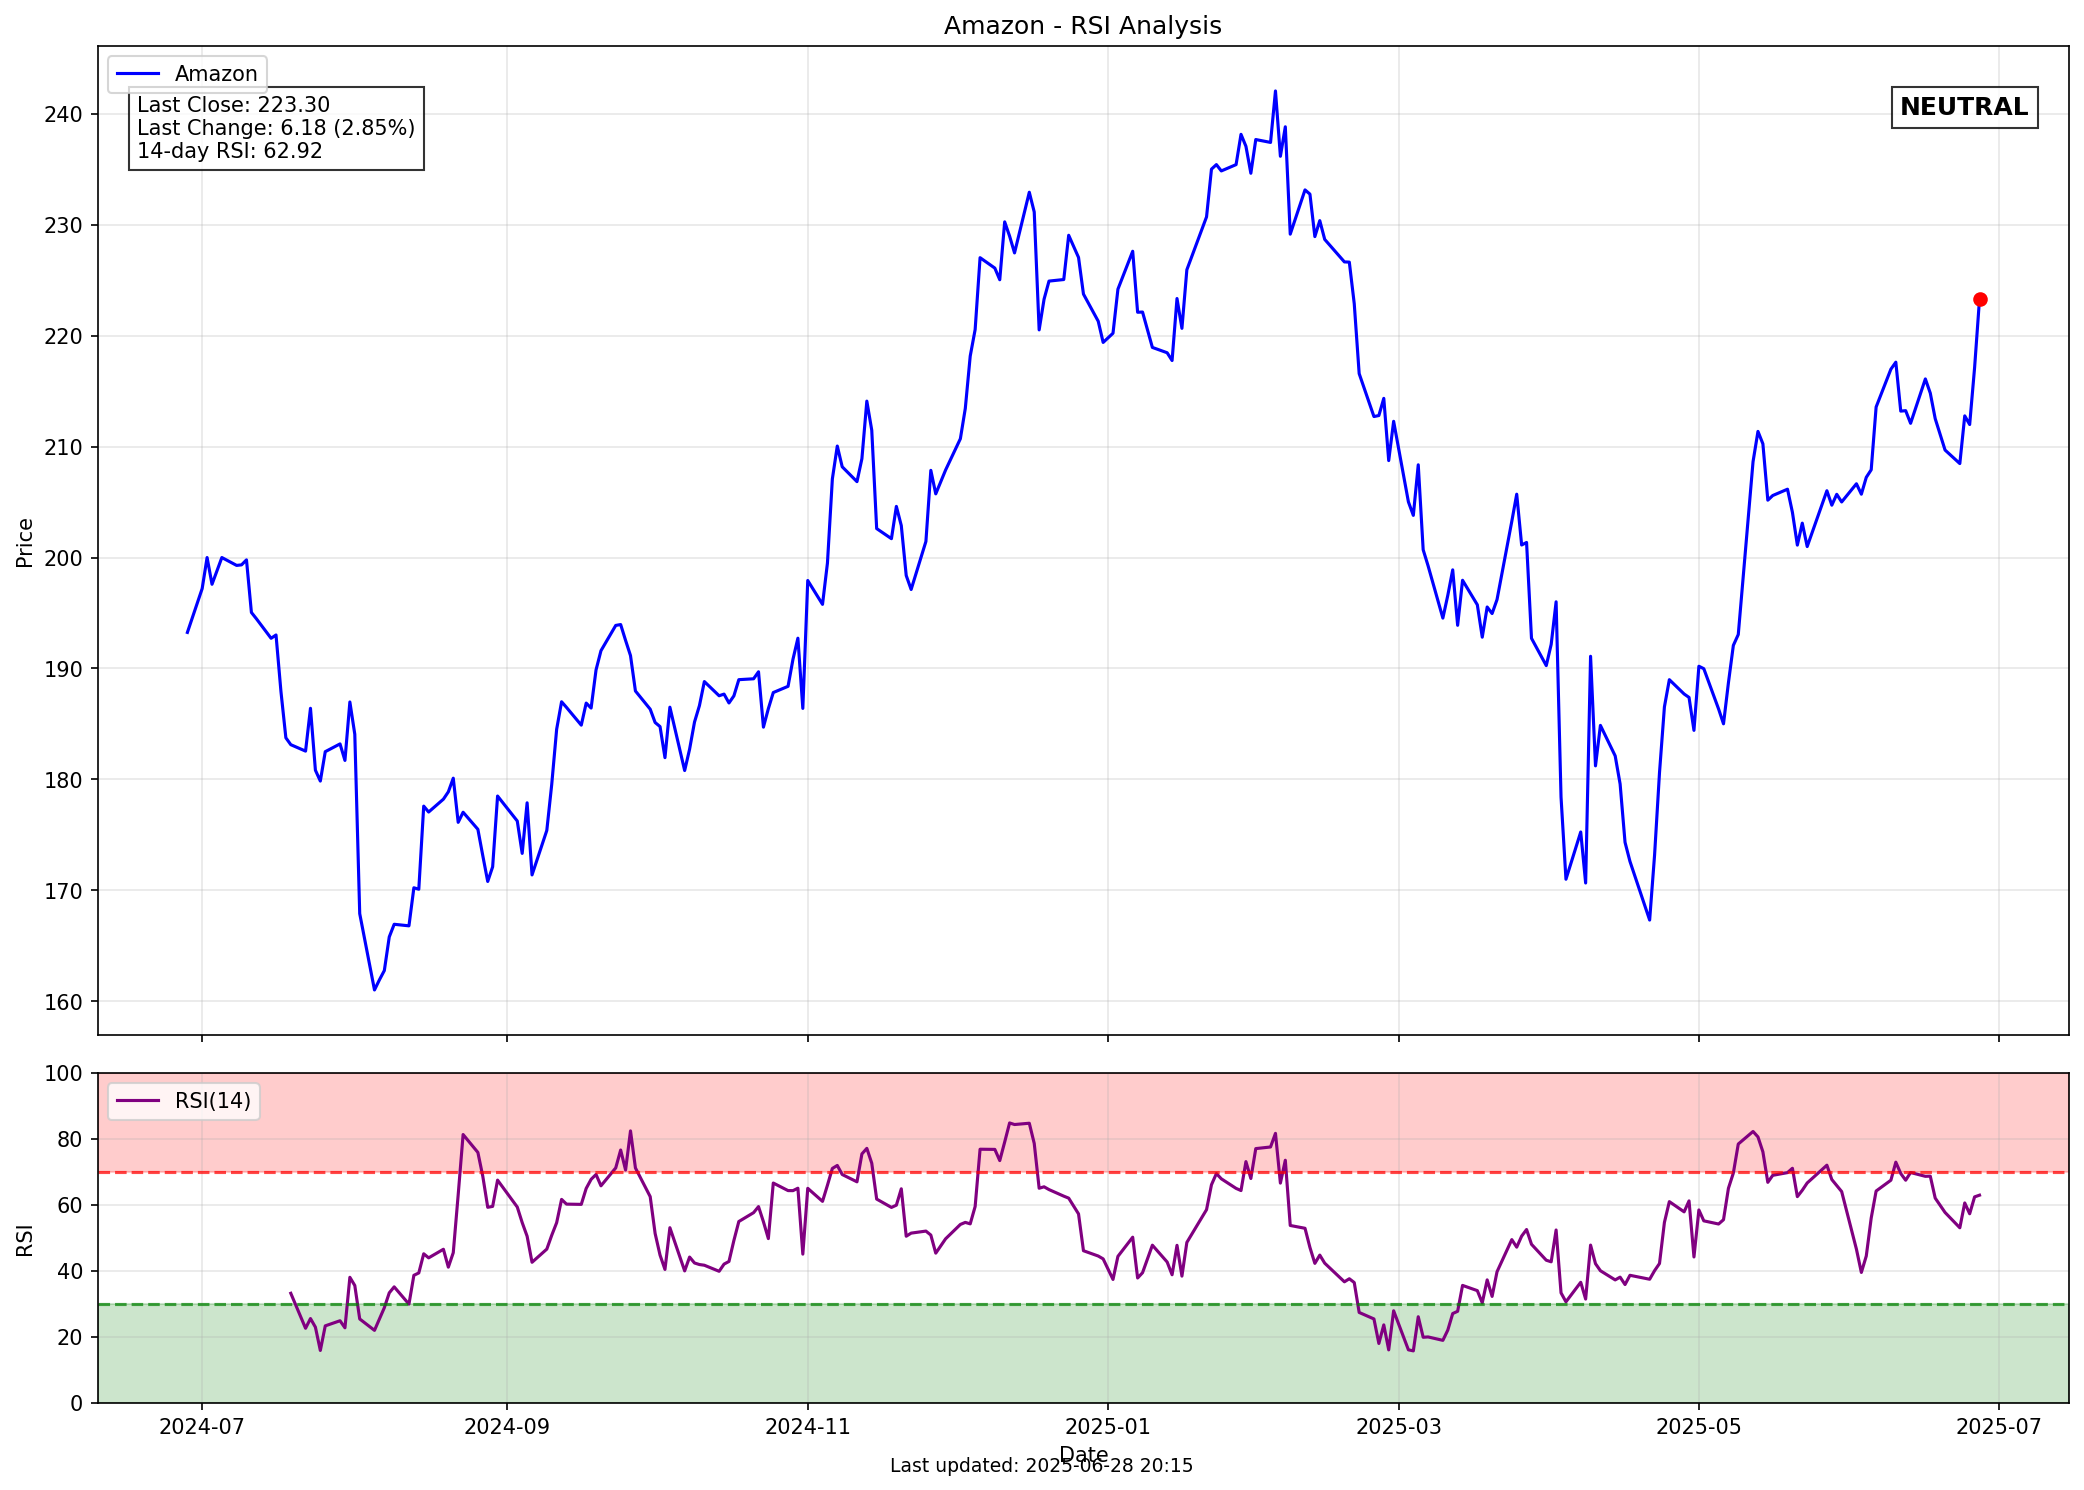 Amazon - RSI Analysis
Amazon
Last Close: 223.30
Last Change: 6.18 (2.85%)
14-day RSI: 62.92
NEUTRAL
Price
240
230
220
210
200
190
180
170
160
RSI(14)
RSI
100
80
60
40
20
0
2024-07
2024-09
2024-11
2025-01
2025-03
2025-05
2025-07
Date
Last updated: 2025-06-28 20:15